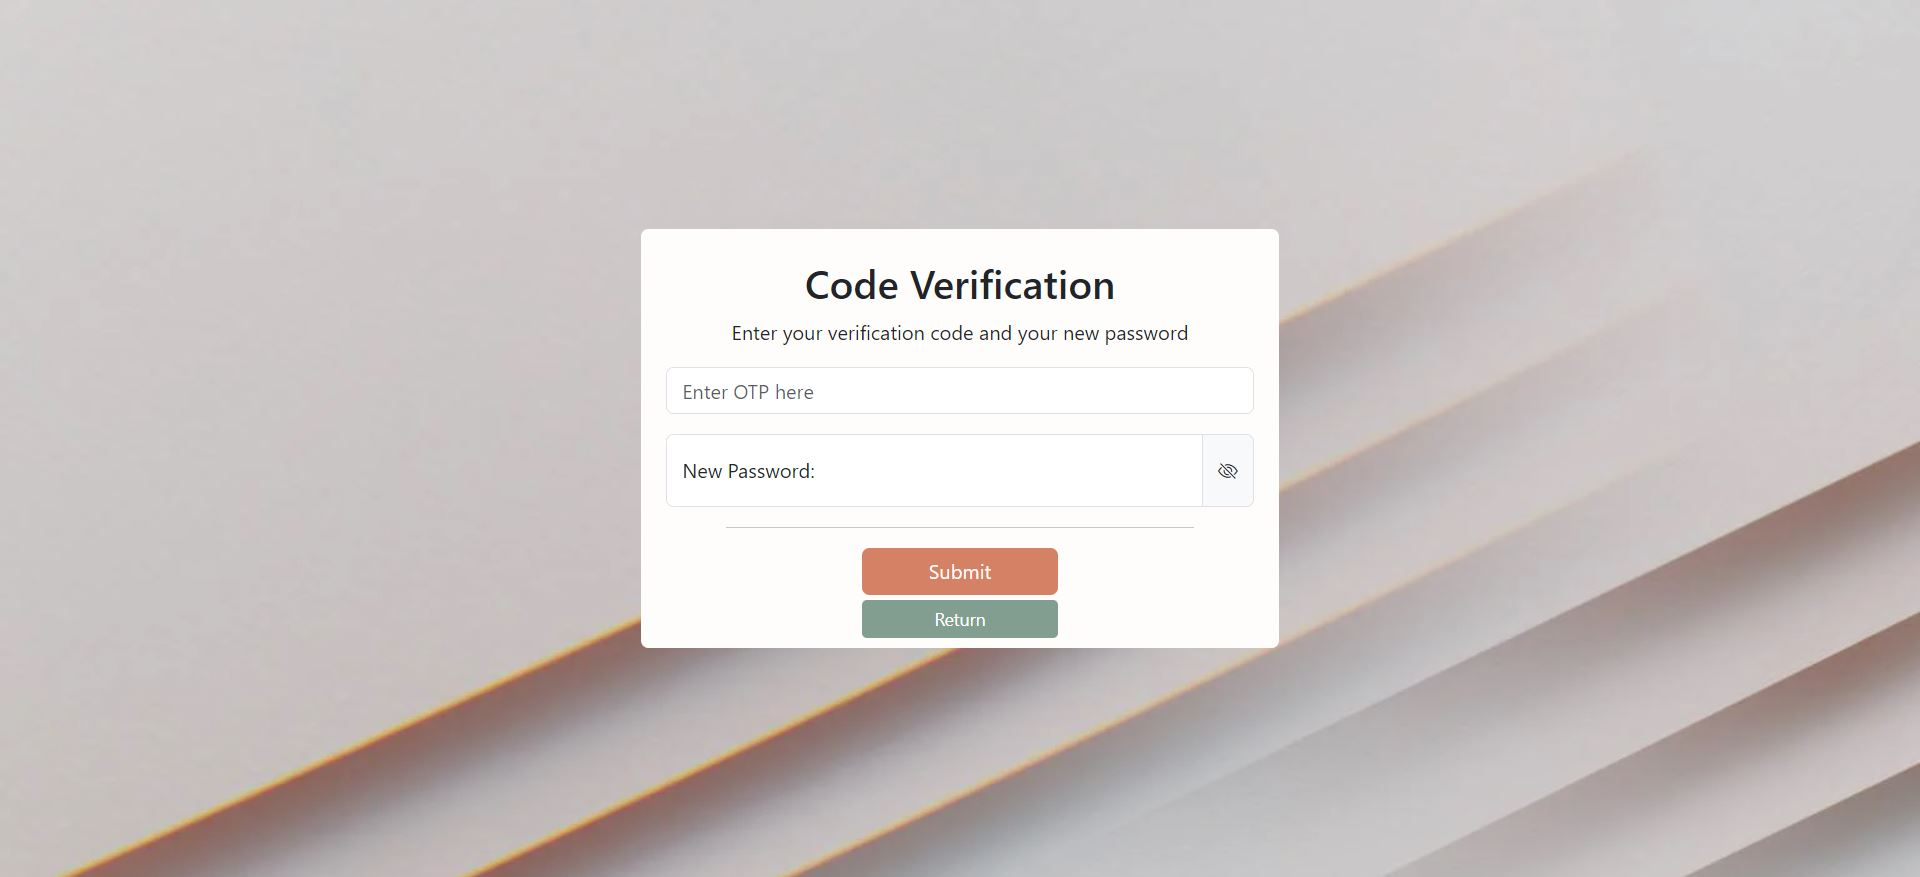 Code Verification
Enter your verification code and your new password
Enter OTP here
New Password:
Submit
Return